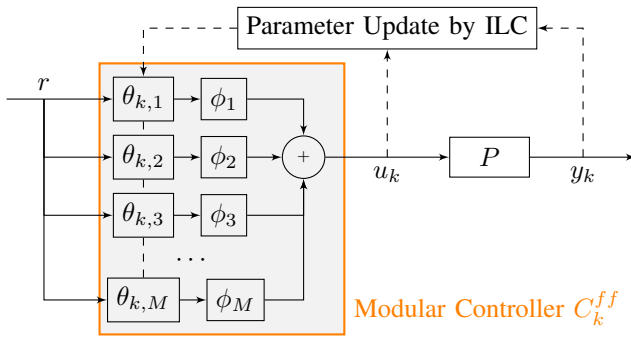 Parameter Update by ILC
r
θ_{k,1} ϕ_1
θ_{k,2} ϕ_2 + u_k P y_k
θ_{k,3} ϕ_3
...
θ_{k,M} ϕ_M
Modular Controller C_k^{ff}